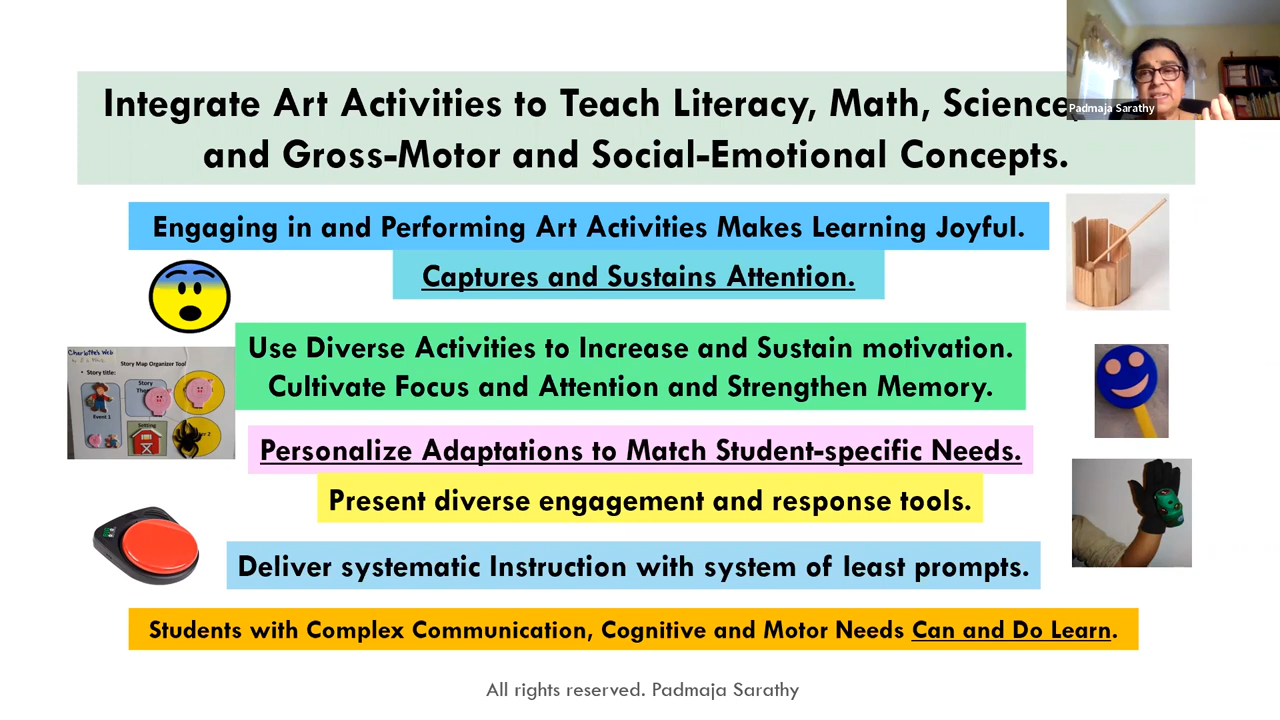 Integrate Art Activities to Teach Literacy, Math, Science,
Padmaja Sarathy
and Gross-Motor and Social-Emotional Concepts.
Engaging in and Performing Art Activities Makes Learning Joyful.
Captures and Sustains Attention.
Use Diverse Activities to Increase and Sustain motivation.
Cultivate Focus and Attention and Strengthen Memory.
Charlotte's Web
Story Map Organizer Tool
• Story title:
Story
Event 1
Setting
Personalize Adaptations to Match Student-specific Needs.
Present diverse engagement and response tools.
Deliver systematic Instruction with system of least prompts.
Students with Complex Communication, Cognitive and Motor Needs Can and Do Learn.
All rights reserved. Padmaja Sarathy